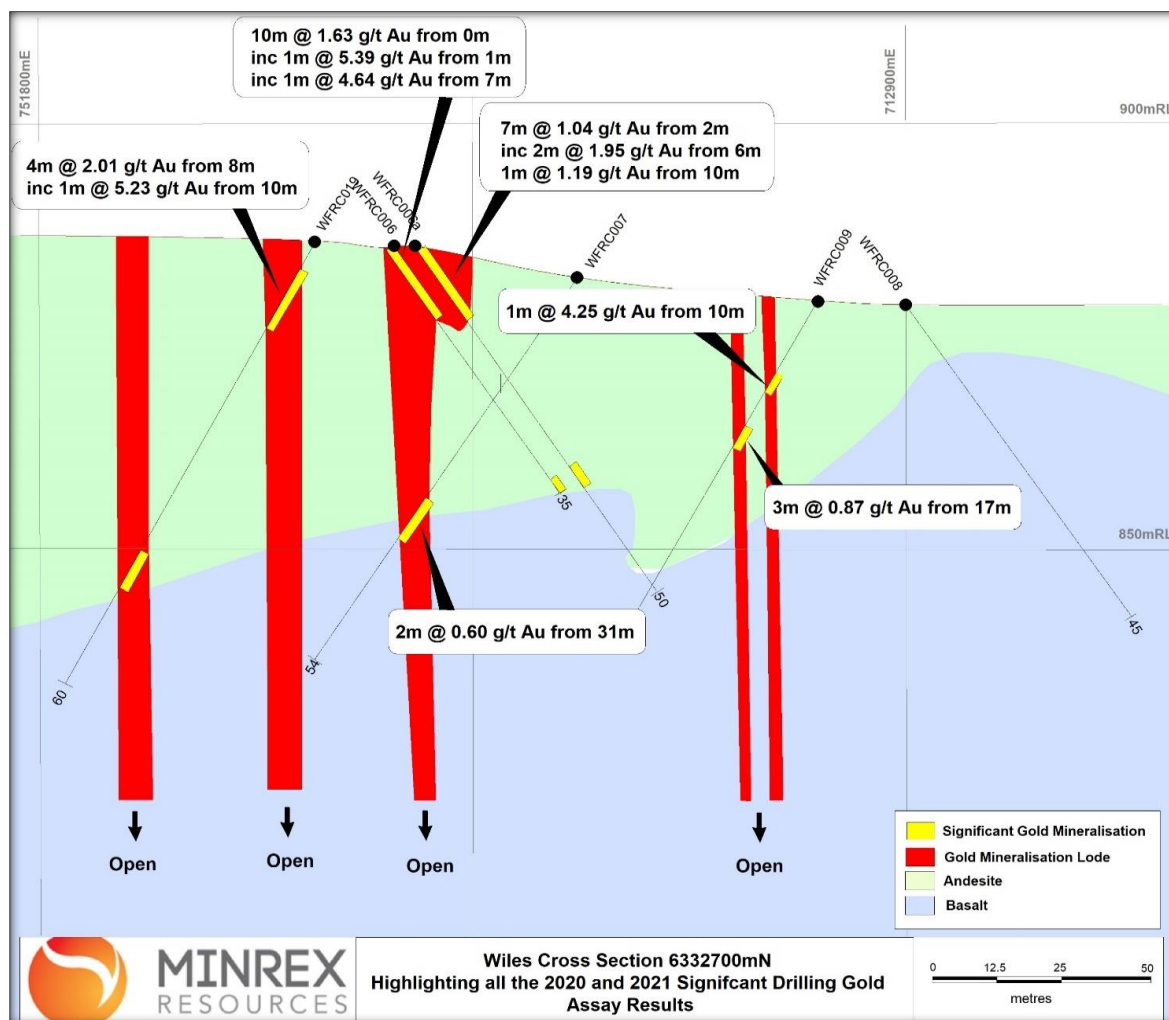 751800mE
712900mE
900mRL
10m @ 1.63 g/t Au from 0m
inc 1m @ 5.39 g/t Au from 1m
inc 1m @ 4.64 g/t Au from 7m
7m @ 1.04 g/t Au from 2m
inc 2m @ 1.95 g/t Au from 6m
1m @ 1.19 g/t Au from 10m
4m @ 2.01 g/t Au from 8m
inc 1m @ 5.23 g/t Au from 10m
WFRC019
WFRC006
WFRC006a
WFRC007
WFRC009
WFRC008
1m @ 4.25 g/t Au from 10m
3m @ 0.87 g/t Au from 17m
35
850mRL
50
45
2m @ 0.60 g/t Au from 31m
54
60
Open
Open
Open
Open
Significant Gold Mineralisation
Gold Mineralisation Lode
Andesite
Basalt
MINREX
RESOURCES
Wiles Cross Section 6332700mN
Highlighting all the 2020 and 2021 Signifcant Drilling Gold
Assay Results
0 12.5 25 50
metres